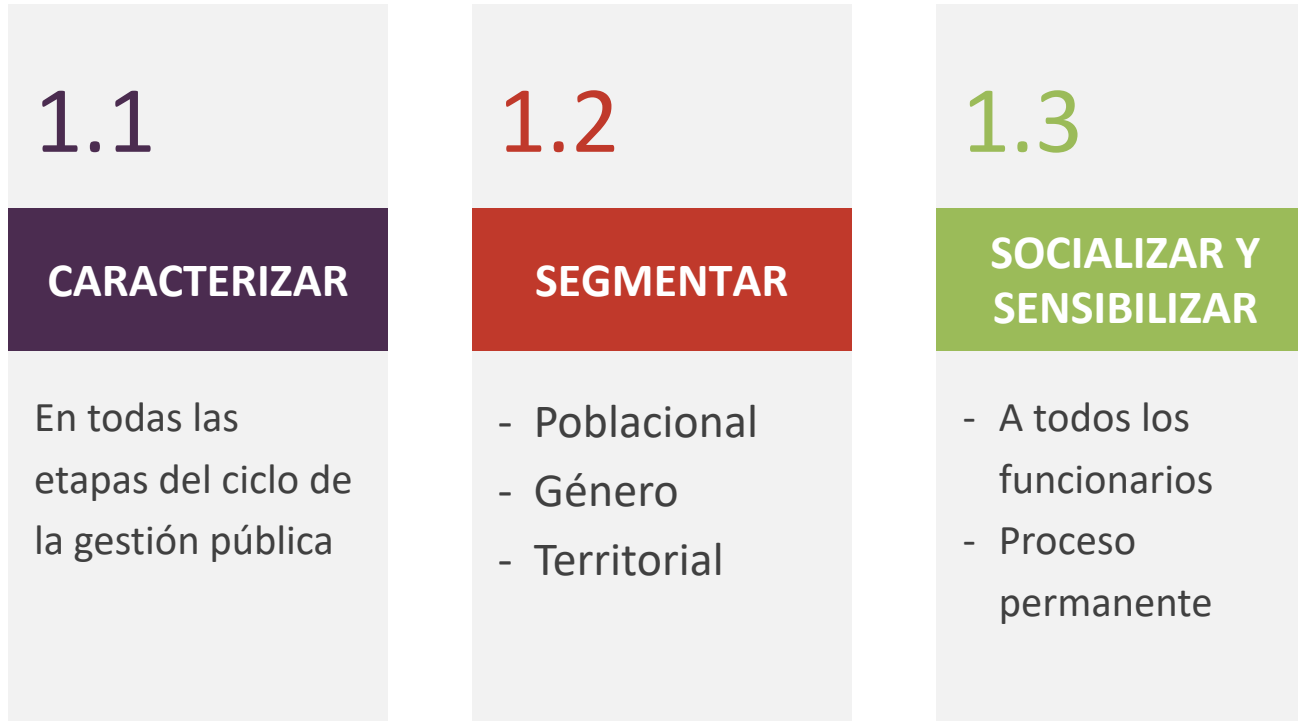 1.1
CARACTERIZAR
En todas las
etapas del ciclo de
la gestión pública
1.2
SEGMENTAR
- Poblacional
- Género
- Territorial
1.3
SOCIALIZAR Y
SENSIBILIZAR
- A todos los
funcionarios
- Proceso
permanente